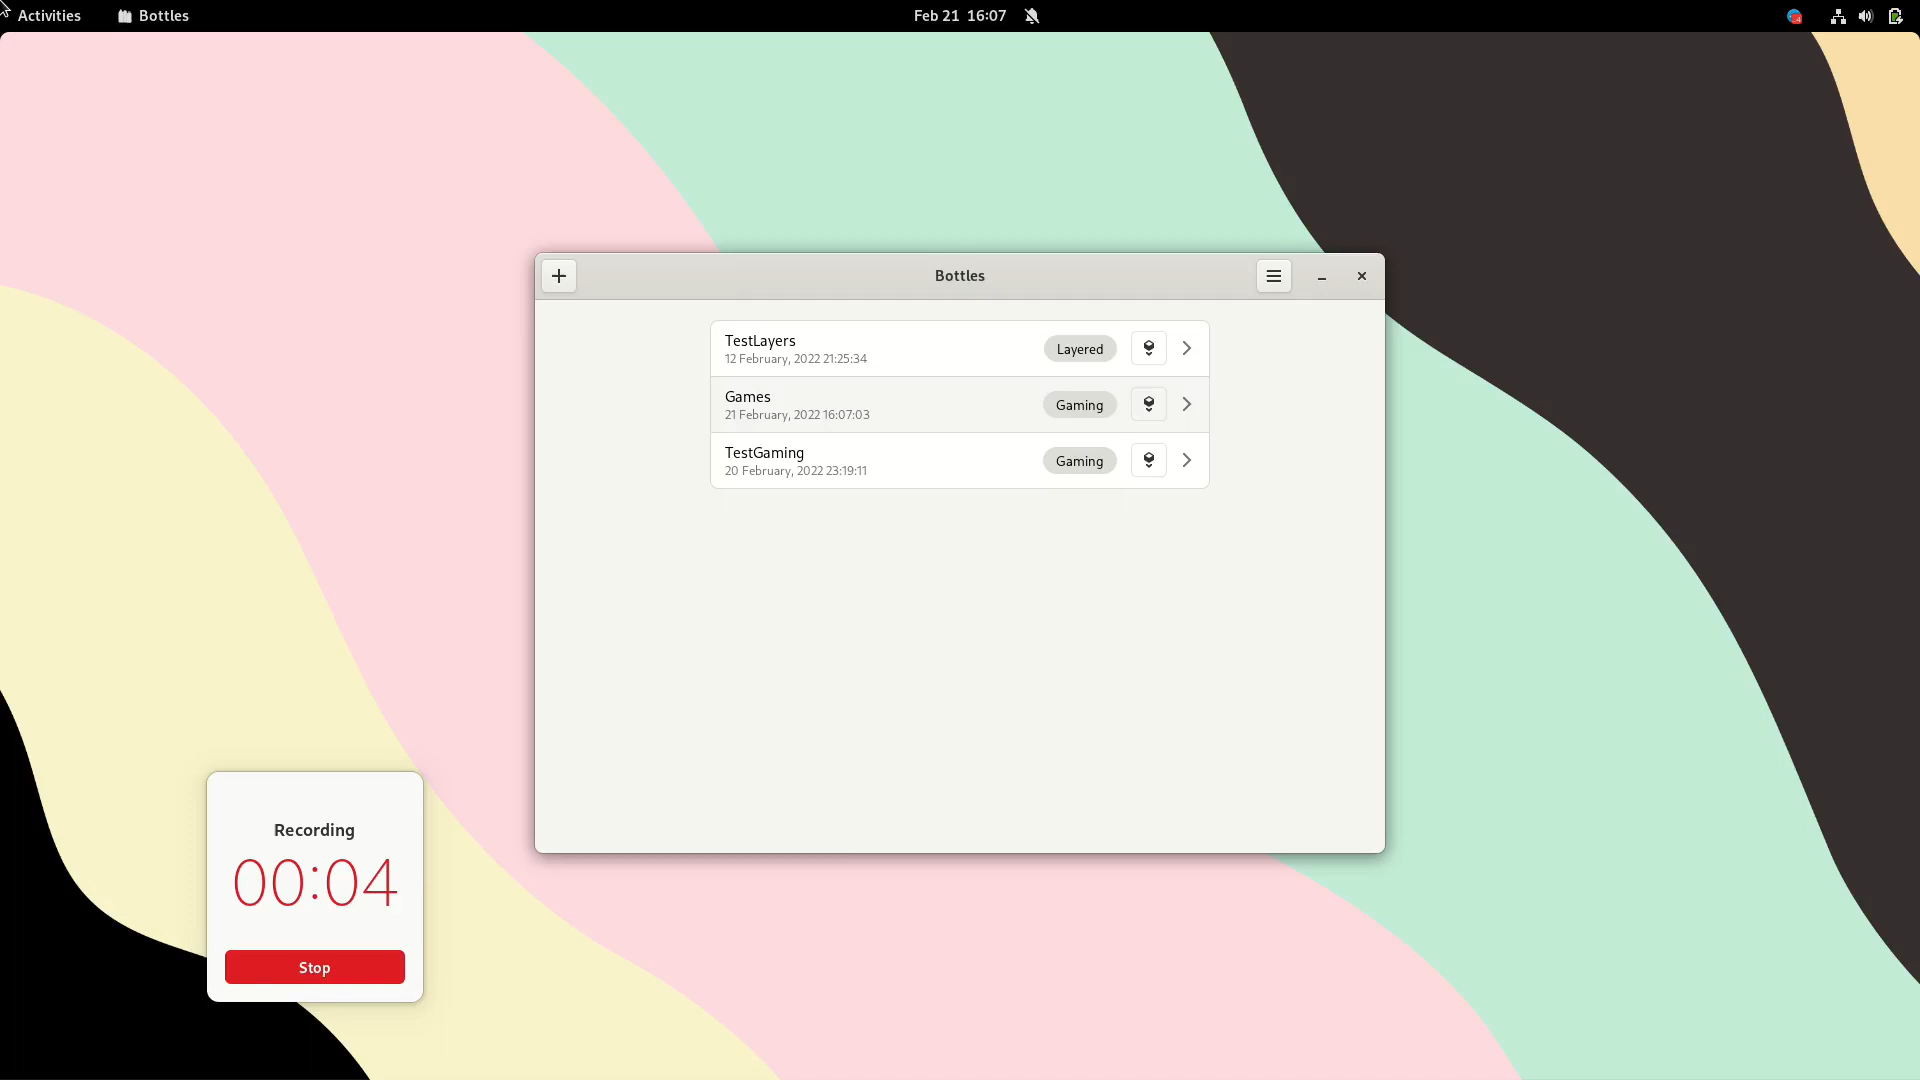 Activities
Bottles
Feb 21 16:07
4
Bottles
TestLayers
12 February, 2022 21:25:34
Layered
Games
21 February, 2022 16:07:03
Gaming
TestGaming
20 February, 2022 23:19:11
Gaming
Recording
00:04
Stop